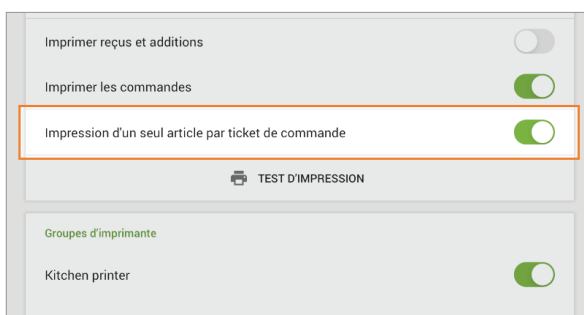 Imprimer reçus et additions
Imprimer les commandes
Impression d'un seul article par ticket de commande
TEST D'IMPRESSION
Groupes d'imprimante
Kitchen printer